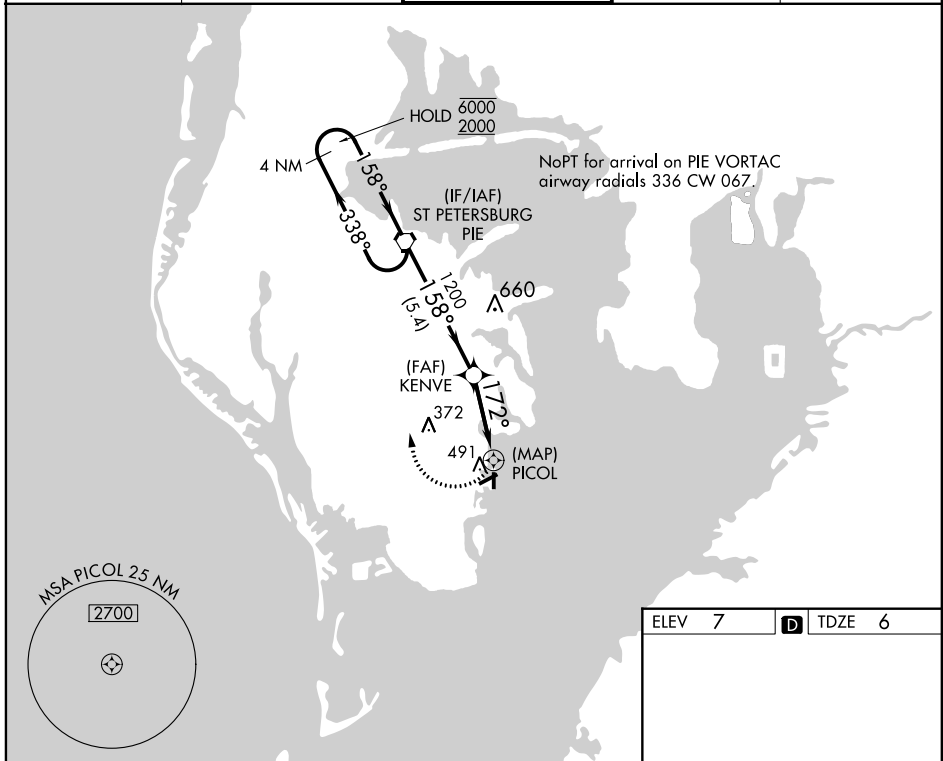 HOLD 6000
2000
4 NM
158°
338°
NoPT for arrival on PIE VORTAC
airway radials 336 CW 067.
(IF/IAF)
ST PETERSBURG
PIE
1200
158°
(5.4)
660
(FAF)
KENVE
172°
372
491
(MAP)
PICOL
MSA PICOL 25 NM
2700
ELEV 7 D TDZE 6